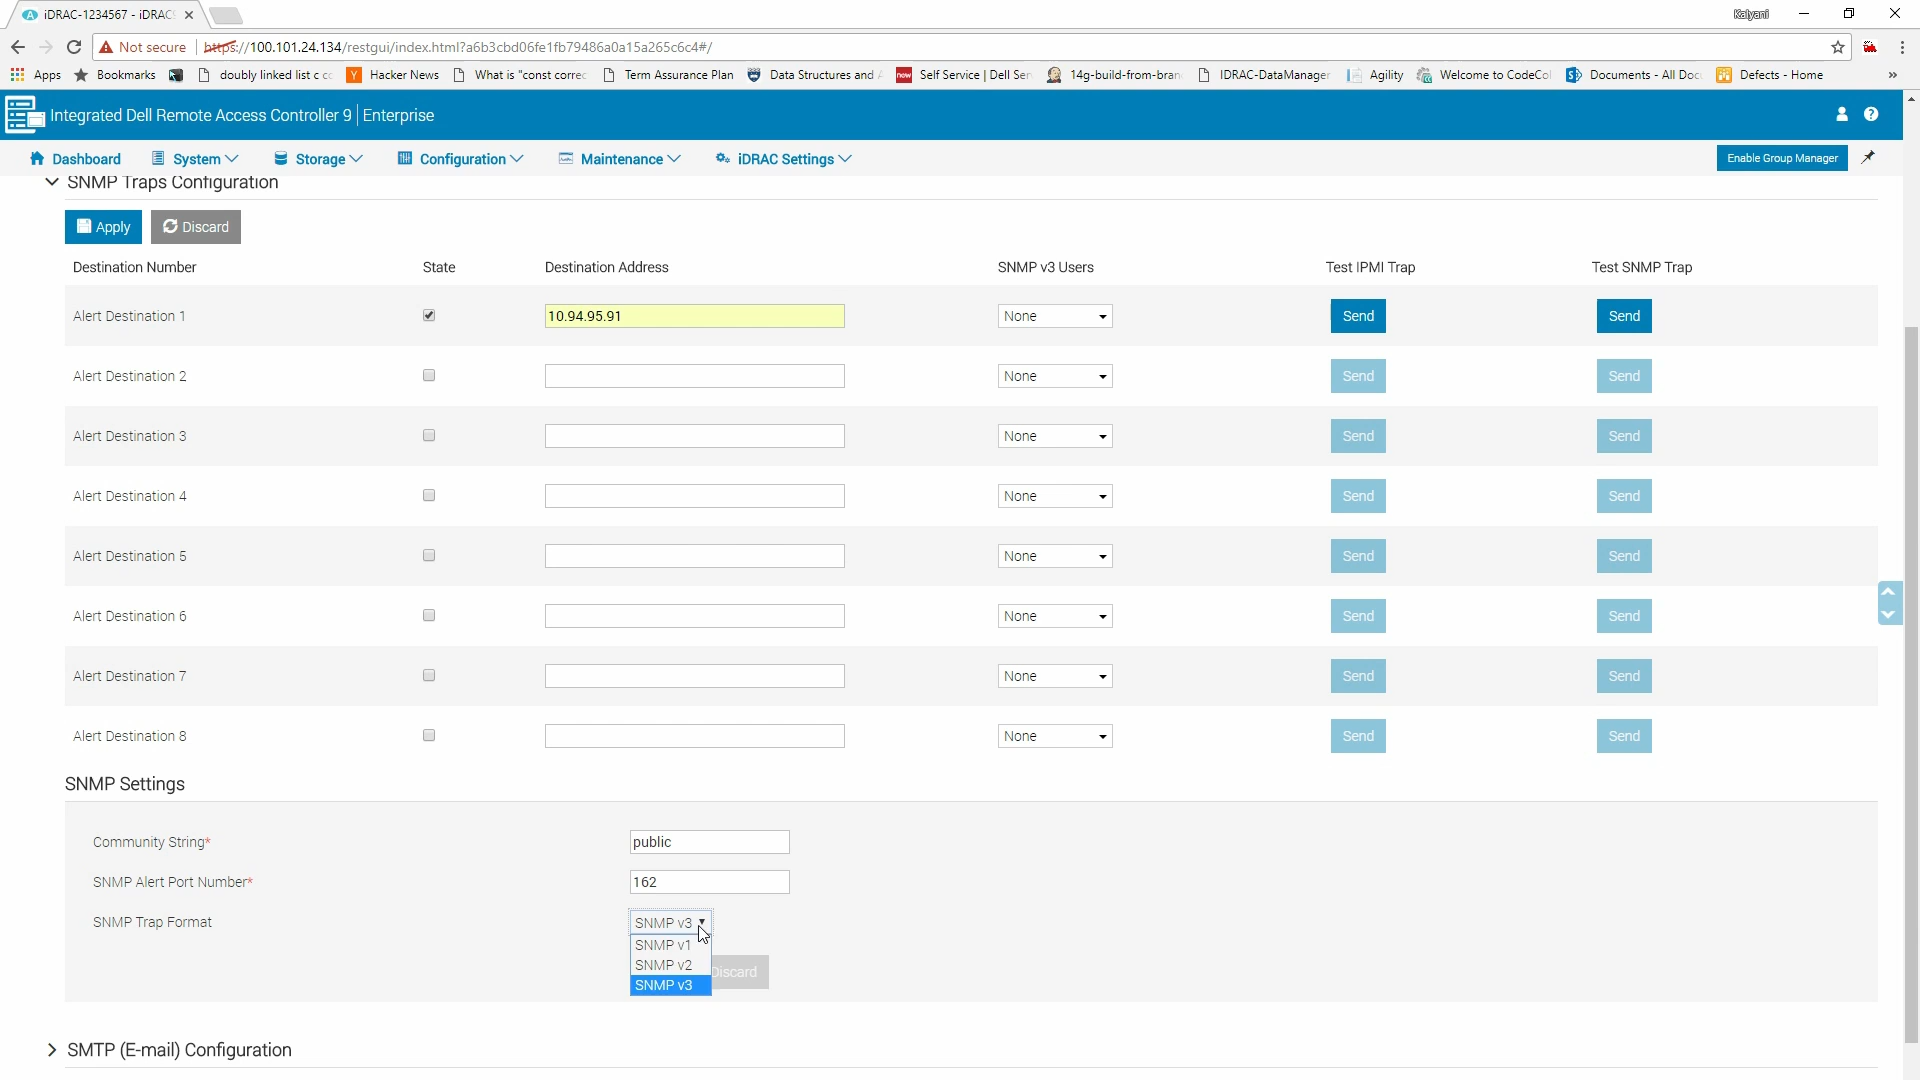 iDRAC-1234567 - iDRAC9
Kalyani
Not secure https://100.101.24.134/restgui/index.html?a6b3cbd06fe1fb79486a0a15a265c6c4#/
Apps Bookmarks doubly linked list c co Hacker News What is "const correc Term Assurance Plan Data Structures and A Self Service | Dell Ser 14g-build-from-bran IDRAC-DataManager Agility Welcome to CodeCol Documents - All Doc Defects - Home »
Integrated Dell Remote Access Controller 9 | Enterprise
Dashboard System Storage Configuration Maintenance iDRAC Settings Enable Group Manager
SNMP Traps Configuration
Apply Discard
Destination Number State Destination Address SNMP v3 Users Test IPMI Trap Test SNMP Trap
Alert Destination 1 10.94.95.91 None Send Send
Alert Destination 2 None Send Send
Alert Destination 3 None Send Send
Alert Destination 4 None Send Send
Alert Destination 5 None Send Send
Alert Destination 6 None Send Send
Alert Destination 7 None Send Send
Alert Destination 8 None Send Send
SNMP Settings
Community String* public
SNMP Alert Port Number* 162
SNMP Trap Format SNMP v3
SNMP v1
SNMP v2
Discard
SNMP v3
SMTP (E-mail) Configuration